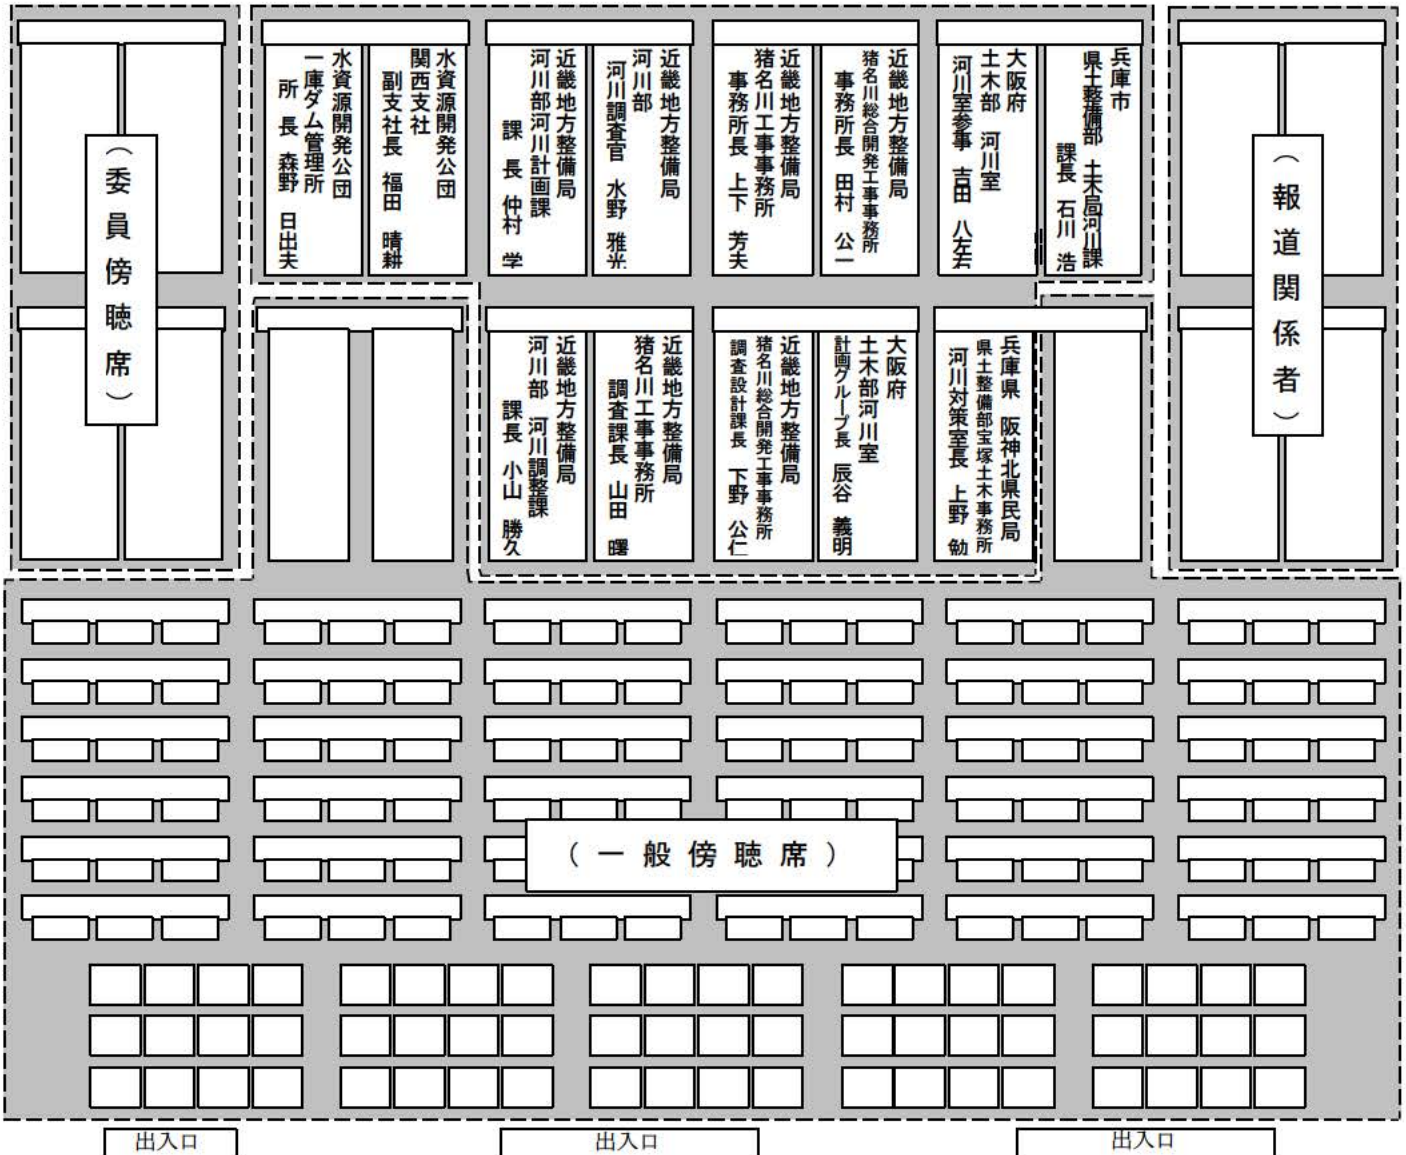 （委員傍聴席）
水資源開発公団
一庫ダム管理所
所 長 森野 日出夫
水資源開発公団
関西支社
副支社長 福田 晴耕
近畿地方整備局
河川部河川計画課
課 長 仲村 学
近畿地方整備局
河川部
河川調査官 水野 雅光
近畿地方整備局
猪名川工事事務所
事務所長 上下 芳夫
近畿地方整備局
猪名川総合開発工事事務所
事務所長 田村 公一
大阪府
土木部 河川室
河川室参事 吉田 八左右
兵庫市
県土整備部 土木局河川課
課長 石川 浩
（報道関係者）
近畿地方整備局
河川部 河川調整課
課長 小山 勝久
近畿地方整備局
猪名川工事事務所
調査課長 山田 曙
近畿地方整備局
猪名川総合開発工事事務所
調査設計課長 下野 公仁
大阪府
土木部河川室
計画グループ長 辰谷 義明
兵庫県 阪神北県民局
県土整備部宝塚土木事務所
河川対策室長 上野 勉
（一般傍聴席）
出入口
出入口
出入口